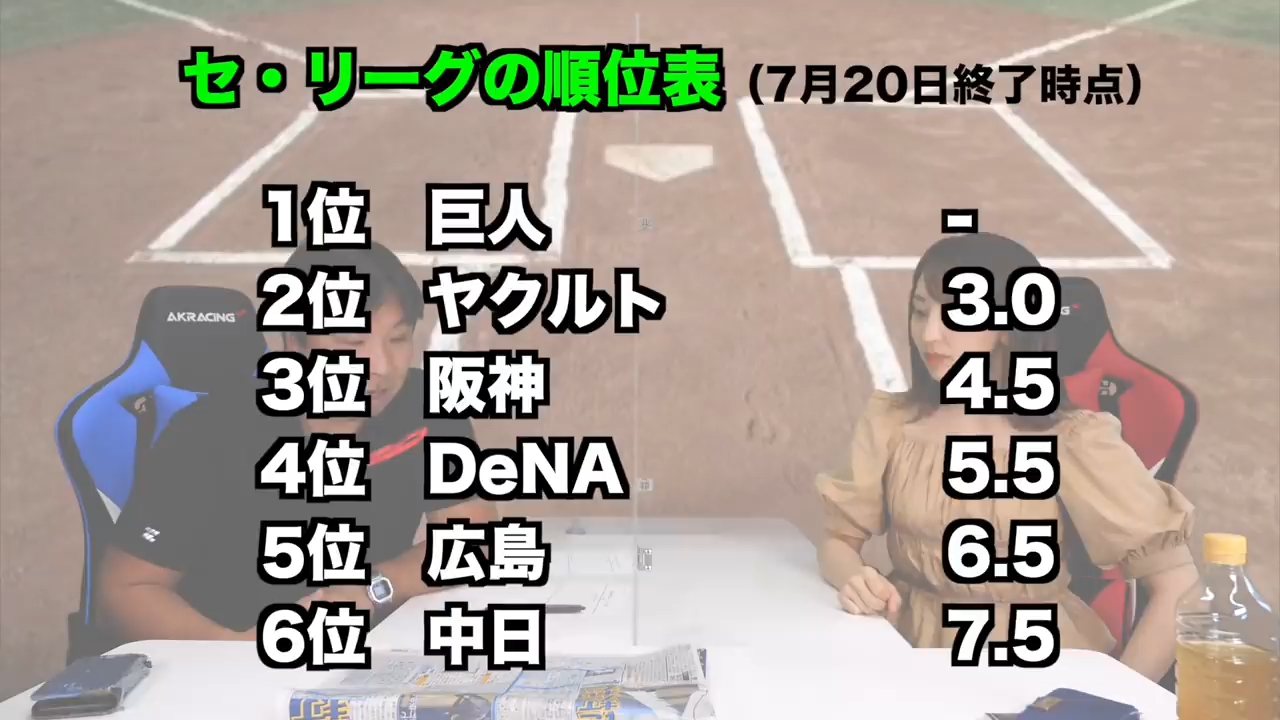 セ・リーグの順位表（7月20日終了時点）
1位 巨人 -
2位 ヤクルト 3.0
3位 阪神 4.5
4位 DeNA 5.5
5位 広島 6.5
6位 中日 7.5
AKRACING